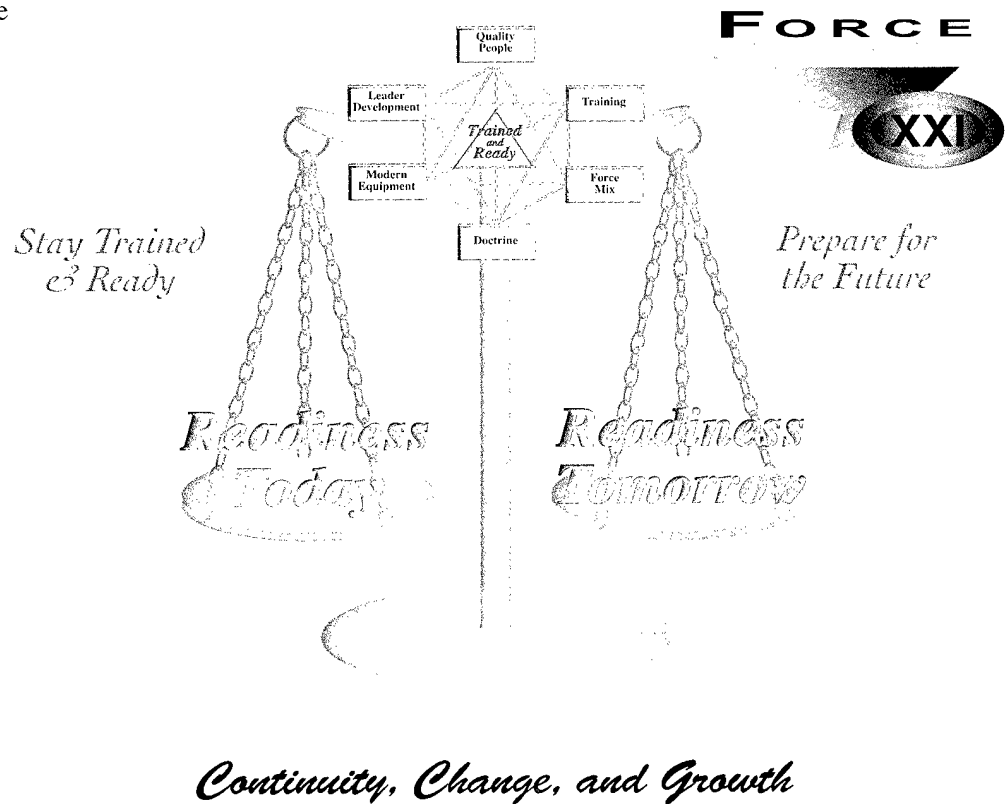 e
FORCE
XXI
Quality
People
Leader
Development
Training
Trained
and
Ready
Modern
Equipment
Force
Mix
Doctrine
Stay Trained
& Ready
Prepare for
the Future
Readiness
Today
Readiness
Tomorrow
Continuity, Change, and Growth